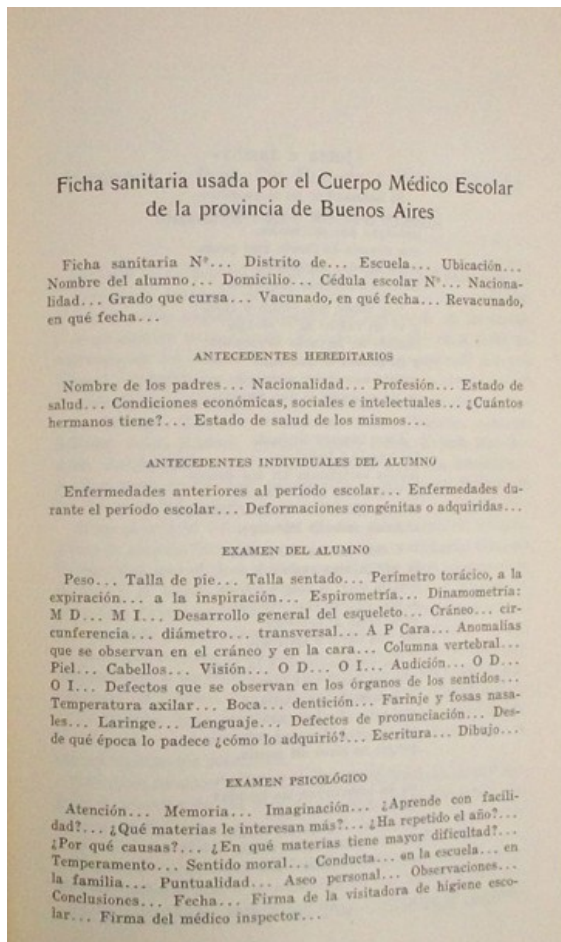 Ficha sanitaria usada por el Cuerpo Médico Escolar
de la provincia de Buenos Aires
Ficha sanitaria Nº... Distrito de... Escuela... Ubicación...
Nombre del alumno... Domicilio... Cédula escolar Nº... Naciona-
lidad... Grado que cursa... Vacunado, en qué fecha... Revacunado,
en qué fecha...
ANTECEDENTES HEREDITARIOS
Nombre de los padres... Nacionalidad... Profesión... Estado de
salud... Condiciones económicas, sociales e intelectuales... ¿Cuántos
hermanos tiene?... Estado de salud de los mismos...
ANTECEDENTES INDIVIDUALES DEL ALUMNO
Enfermedades anteriores al período escolar... Enfermedades du-
rante el período escolar... Deformaciones congénitas o adquiridas...
EXAMEN DEL ALUMNO
Peso... Talla de pie... Talla sentado... Perímetro torácico, a la
expiración... a la inspiración... Espirometría... Dinamometría:
M D... M I... Desarrollo general del esqueleto... Cráneo... cir-
cunferencia... diámetro... transversal... A P Cara... Anomalías
que se observan en el cráneo y en la cara... Columna vertebral...
Piel... Cabellos... Visión... O D... O I... Audición... O D...
O I... Defectos que se observan en los órganos de los sentidos...
Temperatura axilar... Boca... dentición... Farinje y fosas nasa-
les... Laringe... Lenguaje... Defectos de pronunciación... Des-
de qué época lo padece ¿cómo lo adquirió?... Escritura... Dibujo...
EXAMEN PSICOLÓGICO
Atención... Memoria... Imaginación... ¿Aprende con facili-
dad?... ¿Qué materias le interesan más?... ¿Ha repetido el año?...
¿Por qué causas?... ¿En qué materias tiene mayor dificultad?...
Temperamento... Sentido moral... Conducta... en la escuela... en
la familia... Puntualidad... Aseo personal... Observaciones...
Conclusiones... Fecha... Firma de la visitadora de higiene esco-
lar... Firma del médico inspector...